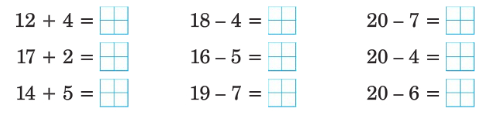 12 + 4 = 18 – 4 = 20 – 7 =
17 + 2 = 16 – 5 = 20 – 4 =
14 + 5 = 19 – 7 = 20 – 6 =